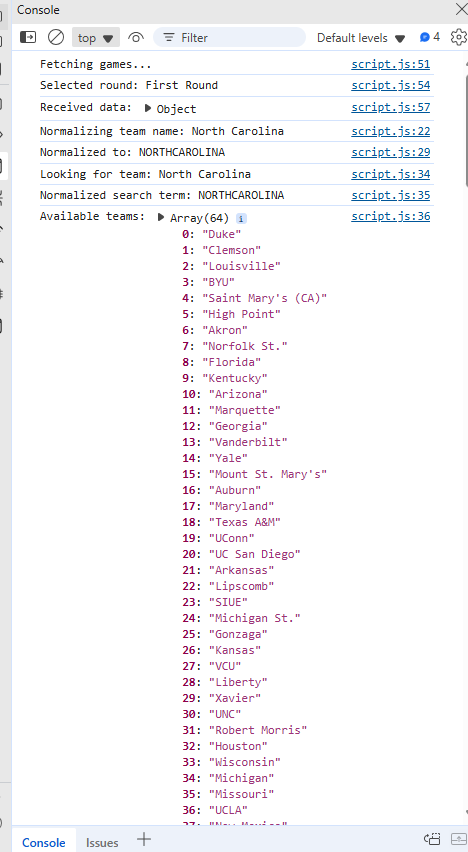 Console
top Filter Default levels 4
Fetching games... script.js:51
Selected round: First Round script.js:54
Received data: ▶ Object script.js:57
Normalizing team name: North Carolina script.js:22
Normalized to: NORTHCAROLINA script.js:29
Looking for team: North Carolina script.js:34
Normalized search term: NORTHCAROLINA script.js:35
Available teams: ▶ Array(64) i script.js:36
0: "Duke"
1: "Clemson"
2: "Louisville"
3: "BYU"
4: "Saint Mary's (CA)"
5: "High Point"
6: "Akron"
7: "Norfolk St."
8: "Florida"
9: "Kentucky"
10: "Arizona"
11: "Marquette"
12: "Georgia"
13: "Vanderbilt"
14: "Yale"
15: "Mount St. Mary's"
16: "Auburn"
17: "Maryland"
18: "Texas A&M"
19: "UConn"
20: "UC San Diego"
21: "Arkansas"
22: "Lipscomb"
23: "SIUE"
24: "Michigan St."
25: "Gonzaga"
26: "Kansas"
27: "VCU"
28: "Liberty"
29: "Xavier"
30: "UNC"
31: "Robert Morris"
32: "Houston"
33: "Wisconsin"
34: "Michigan"
35: "Missouri"
36: "UCLA"
37: "New Mexico"
Console Issues